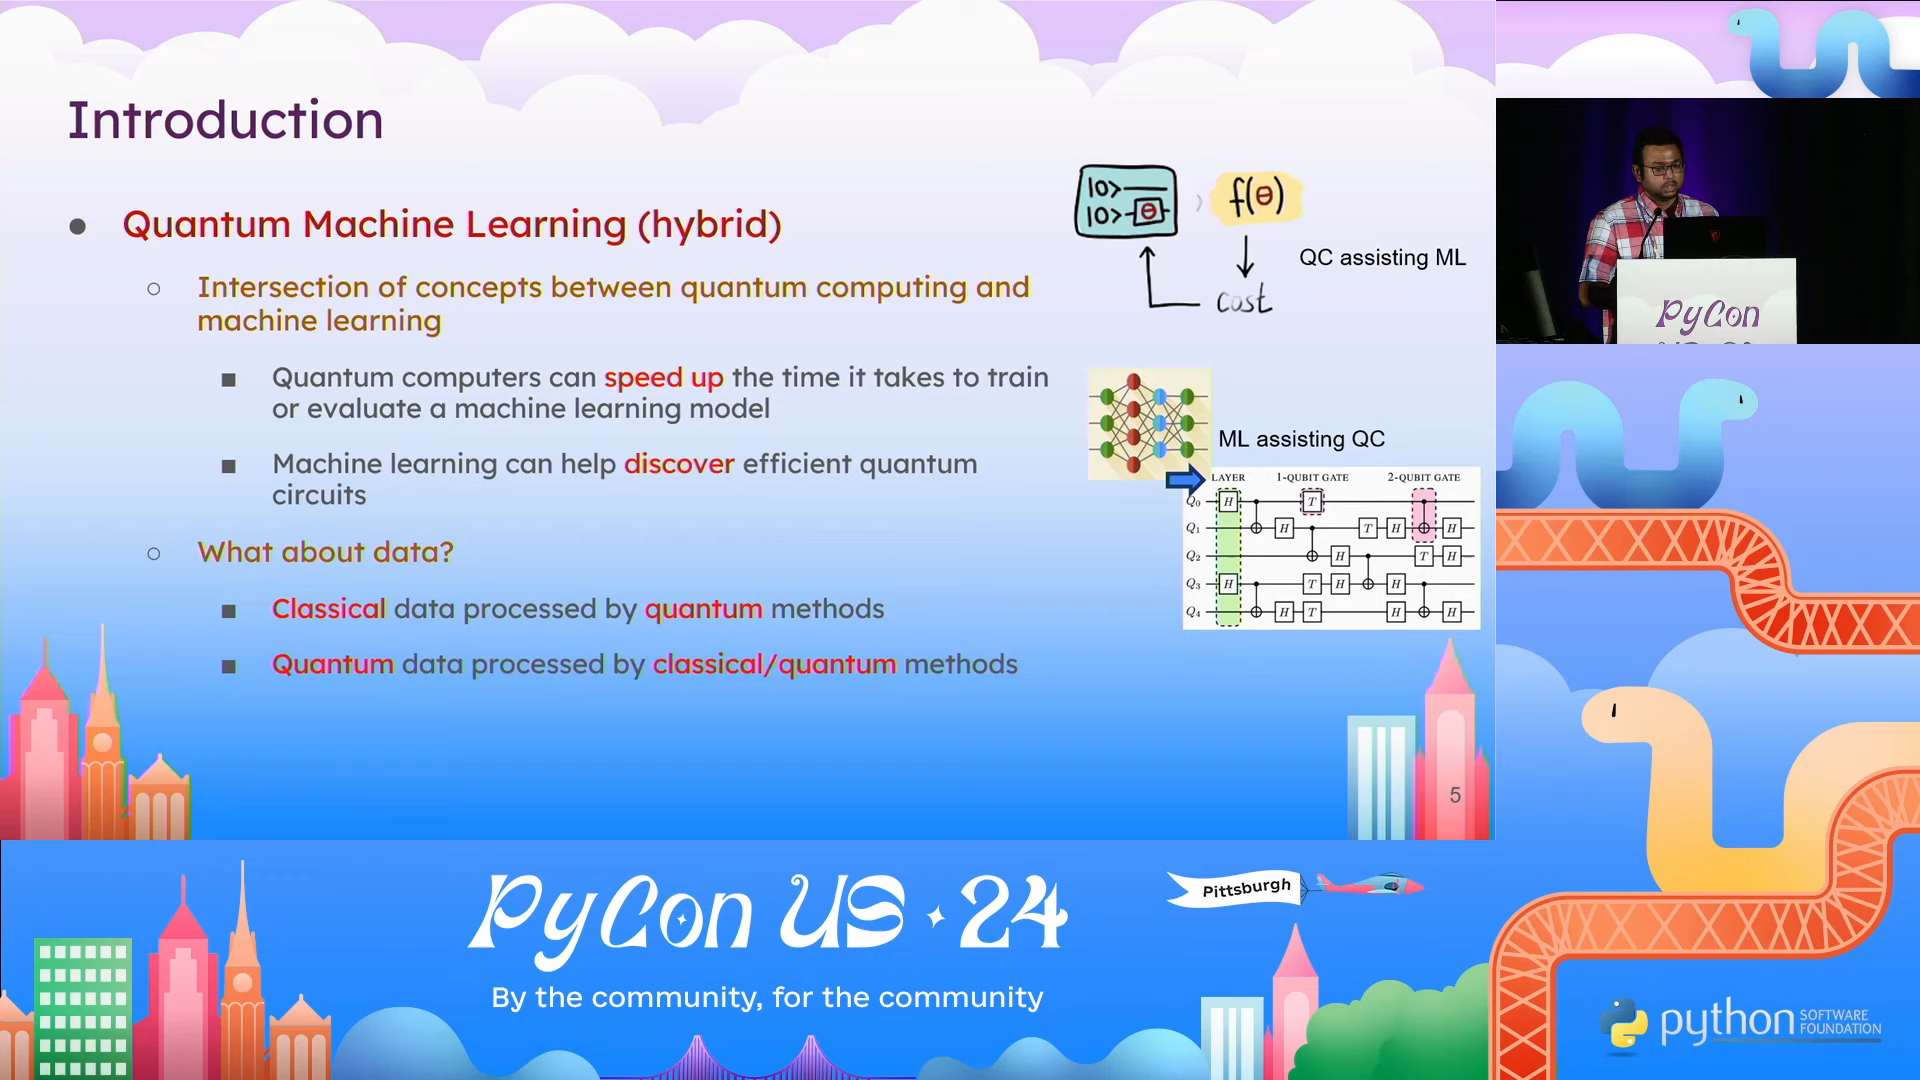 Introduction
Quantum Machine Learning (hybrid)
Intersection of concepts between quantum computing and
machine learning
Quantum computers can speed up the time it takes to train
or evaluate a machine learning model
Machine learning can help discover efficient quantum
circuits
What about data?
Classical data processed by quantum methods
Quantum data processed by classical/quantum methods
|0>
|0> θ
f(θ)
cost
QC assisting ML
ML assisting QC
LAYER 1-QUBIT GATE 2-QUBIT GATE
Q0 H T
Q1 H T H H
Q2 H T H
Q3 H T H H
Q4 H T H H
5
PyCon
PyCon US 24
By the community, for the community
Pittsburgh
python
SOFTWARE
FOUNDATION